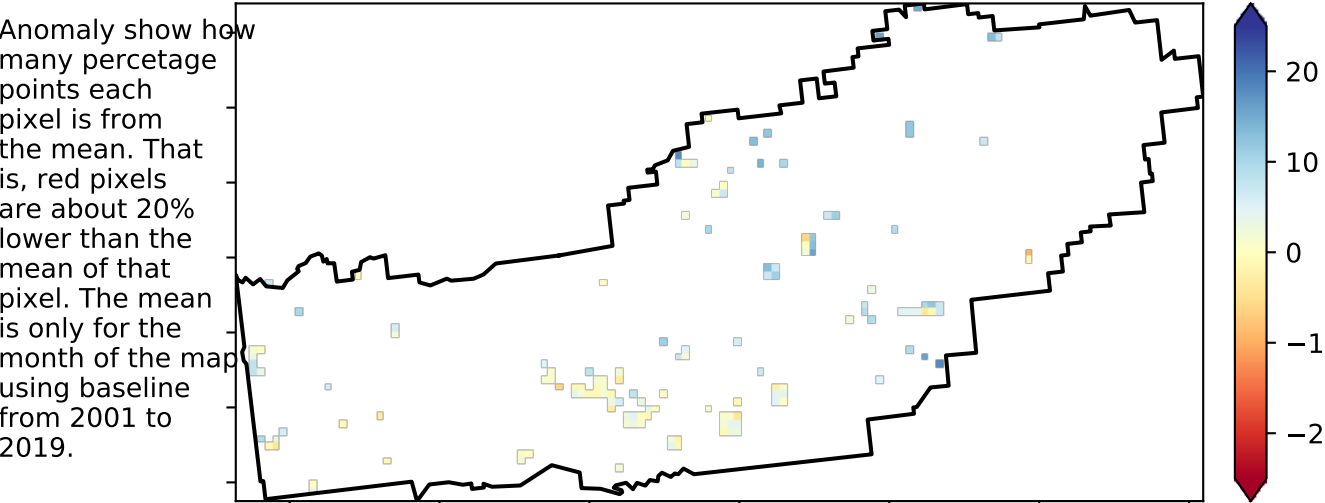 Anomaly show how
many percetage
points each
pixel is from
the mean. That
is, red pixels
are about 20%
lower than the
mean of that
pixel. The mean
is only for the
month of the map
using baseline
from 2001 to
2019.
20
10
0
−1
−2